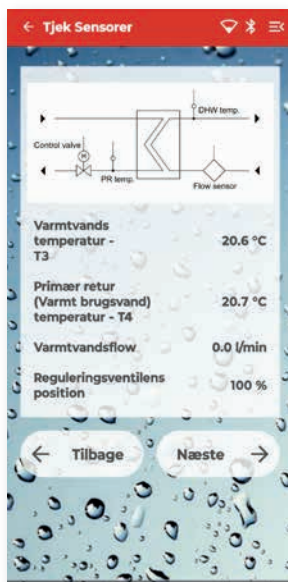 Tjek Sensorer
DHW temp.
Control valve
M
PR temp.
Flow sensor
Varmtvands
temperatur -
T3
20.6 °C
Primær retur
(Varmt brugsvand)
temperatur - T4
20.7 °C
Varmtvandsflow
0.0 l/min
Reguleringsventilens
position
100 %
Tilbage
Næste